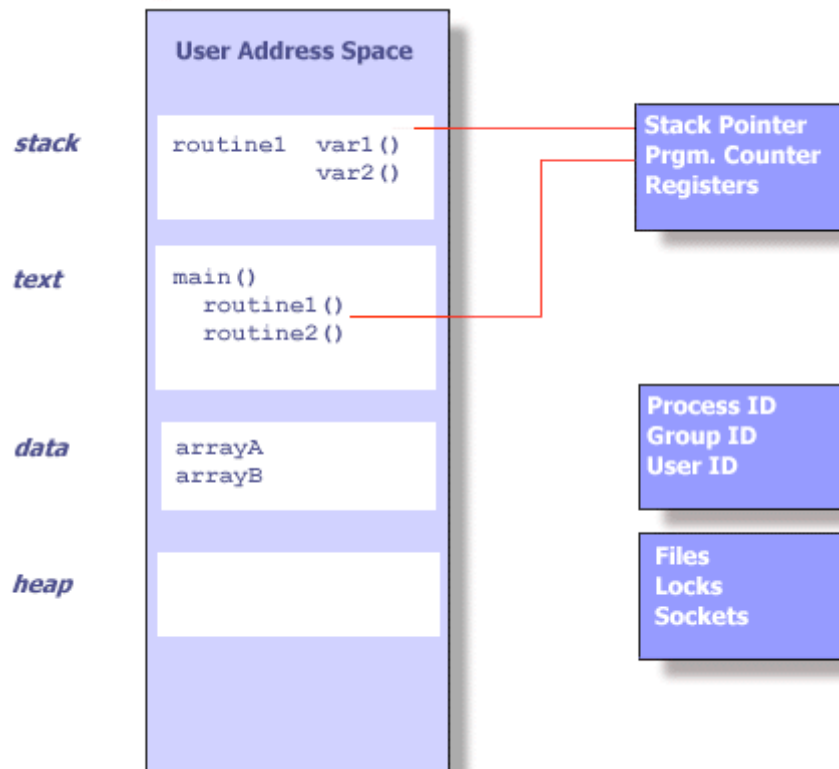 User Address Space
stack
routine1 var1()
var2()
Stack Pointer
Prgm. Counter
Registers
text
main()
routine1()
routine2()
data
arrayA
arrayB
Process ID
Group ID
User ID
heap
Files
Locks
Sockets